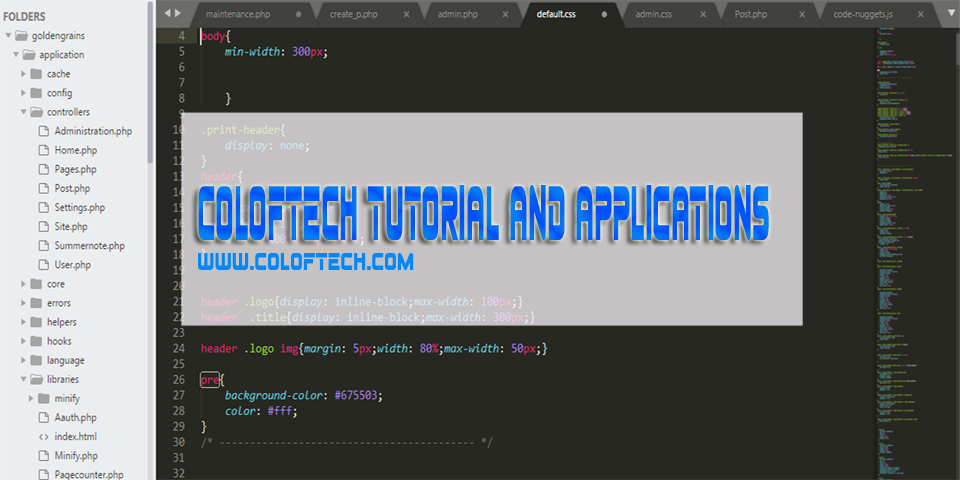 FOLDERS
goldengrains
application
cache
config
controllers
Administration.php
Home.php
Pages.php
Post.php
Settings.php
Site.php
Summernote.php
User.php
core
errors
helpers
hooks
language
libraries
minify
Aauth.php
index.html
Minify.php
Pagecounter.php
maintenance.php create_p.php admin.php default.css admin.css Post.php code-nuggets.js
4 body{
5 min-width: 300px;
6
7
8 }
9
10 .print-header{
11 display: none;
12 }
13 header{
COLOFTECH TUTORIAL AND APPLICATIONS
17
WWW.COLOFTECH.COM
19
20
21 header .logo{display: inline-block;max-width: 100px;}
22 header .title{display: inline-block;max-width: 300px;}
23
24 header .logo img{margin: 5px;width: 80%;max-width: 50px;}
25
26 pre{
27 background-color: #675503;
28 color: #fff;
29 }
30 /* ------------------------------------------ */
31
32